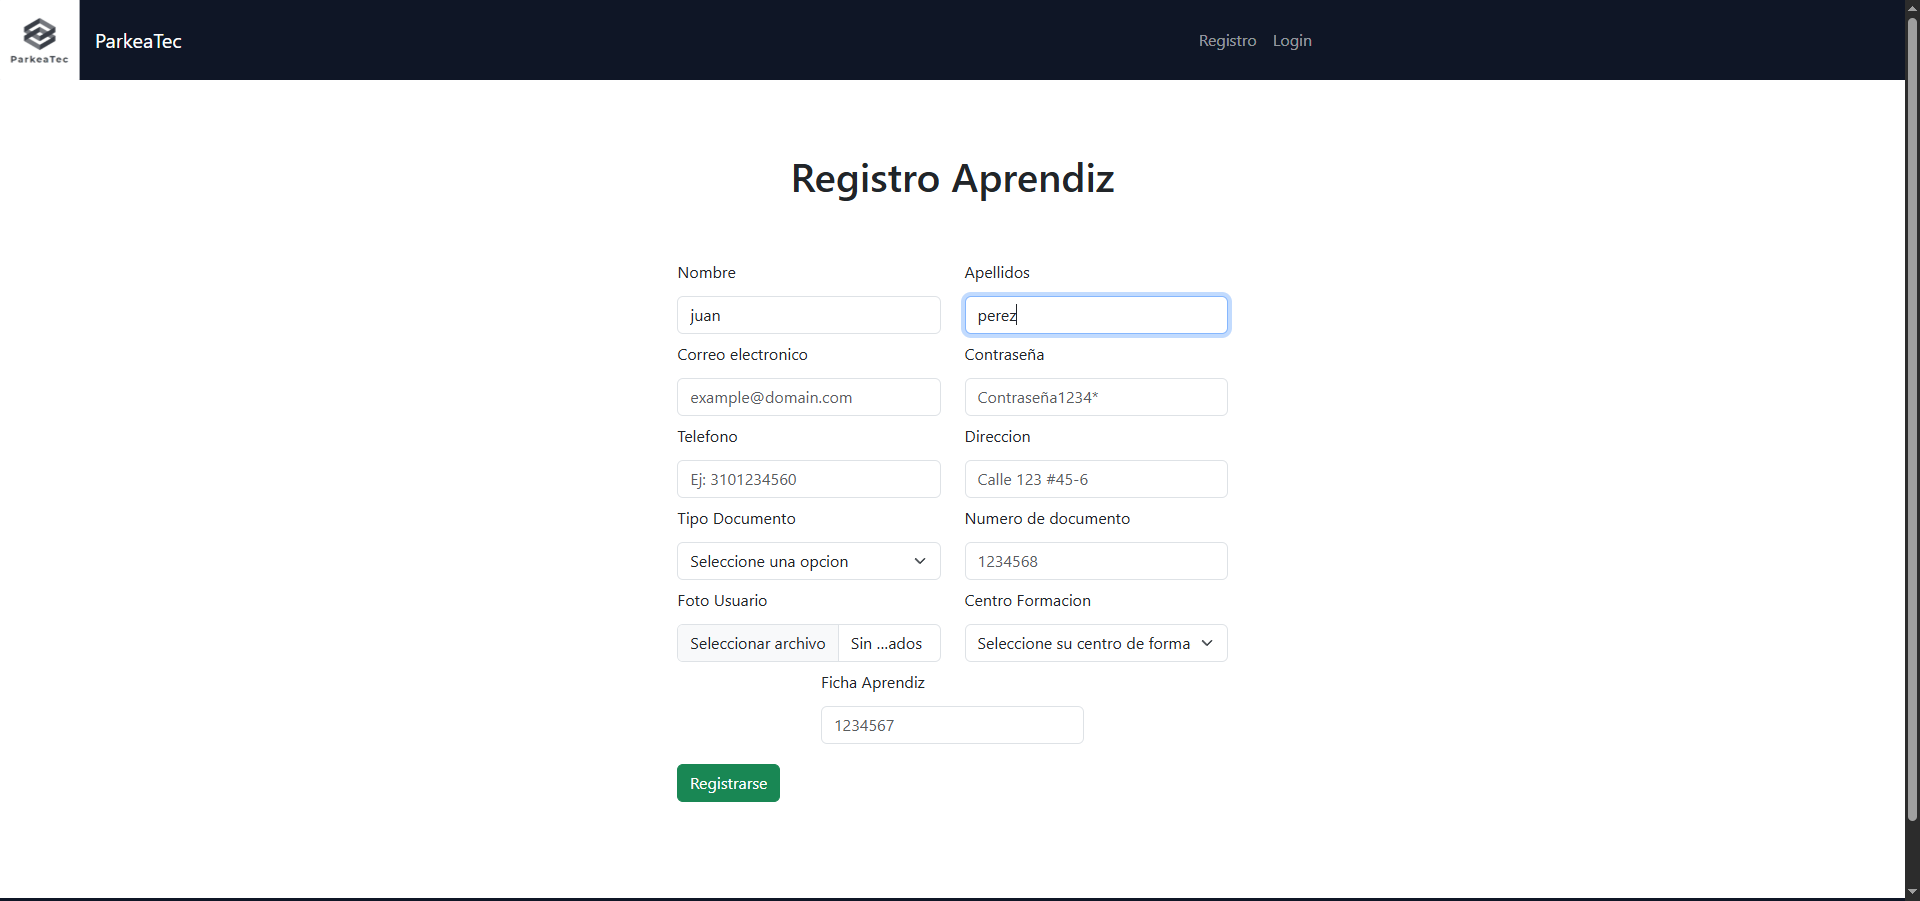 ParkeaTec
ParkeaTec
Registro Login
Registro Aprendiz
Nombre Apellidos
juan perez
Correo electronico Contraseña
example@domain.com Contraseña1234*
Telefono Direccion
Ej: 3101234560 Calle 123 #45-6
Tipo Documento Numero de documento
Seleccione una opcion 1234568
Foto Usuario Centro Formacion
Seleccionar archivo Sin ...ados Seleccione su centro de forma
Ficha Aprendiz
1234567
Registrarse